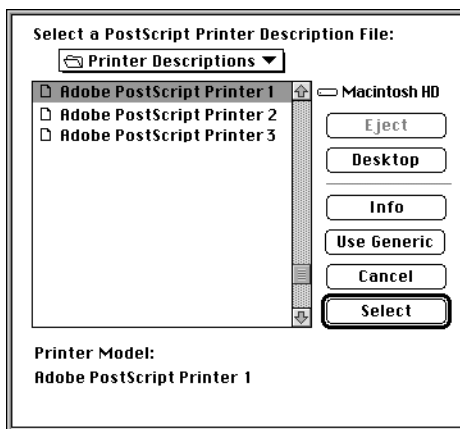 Select a PostScript Printer Description File:
Printer Descriptions
Adobe PostScript Printer 1
Adobe PostScript Printer 2
Adobe PostScript Printer 3
Macintosh HD
Eject
Desktop
Info
Use Generic
Cancel
Select
Printer Model:
Adobe PostScript Printer 1